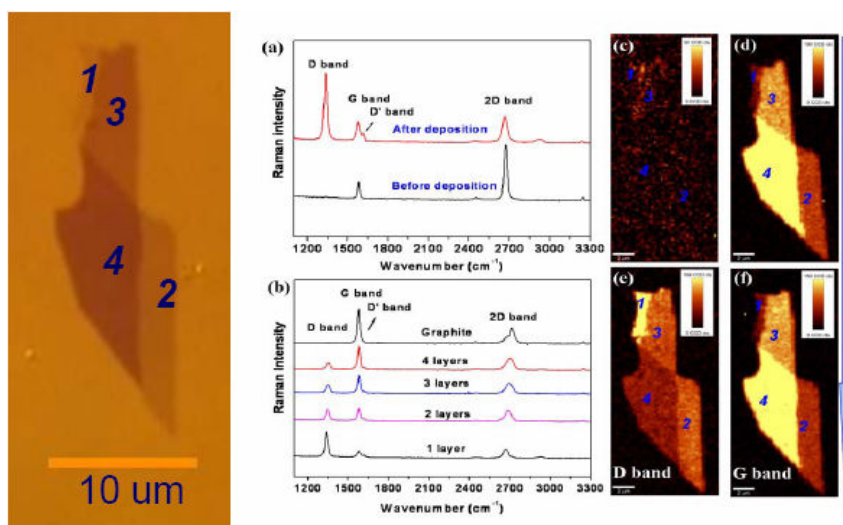 1
3
4
2
10 um
(a)
D band
G band
D' band
2D band
After deposition
Before deposition
Raman intensity
1200 1500 1800 2100 2400 2700 3000 3300
Wavenumber (cm⁻¹)
(b)
G band
D' band
D band
2D band
Graphite
4 layers
3 layers
2 layers
1 layer
Raman Intensity
1200 1500 1800 2100 2400 2700 3000 3300
Wavenumber (cm⁻¹)
(c)
1
3
4
2
(d)
1
3
4
2
(e)
1
3
4
2
D band
(f)
1
3
4
2
G band